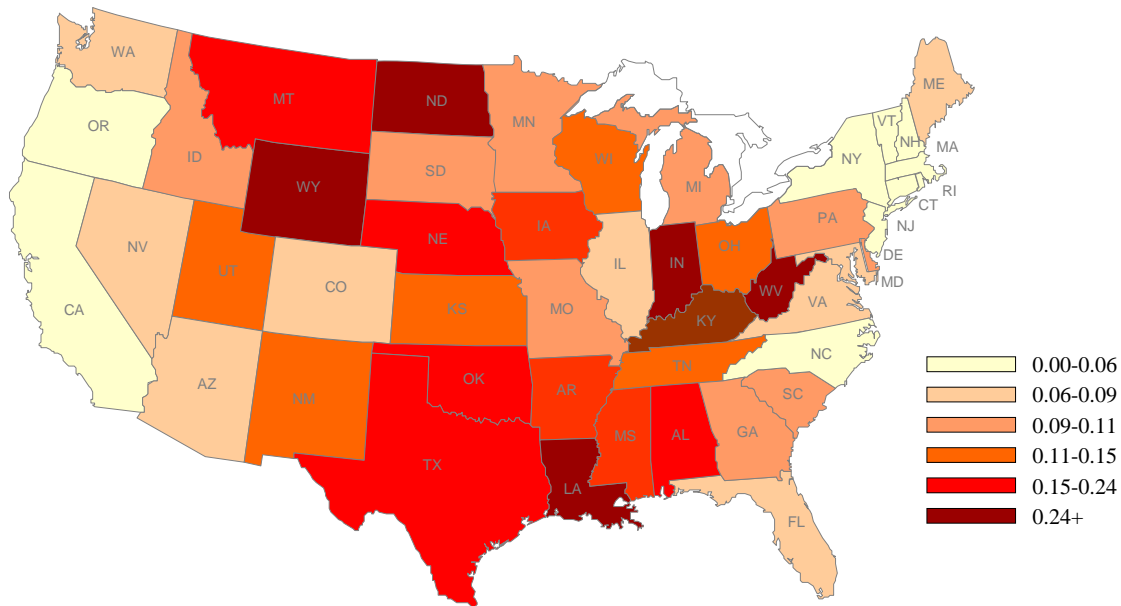 WA
ME
MT
ND
VT
OR
MN
NH
MA
ID
WI
NY
SD
MI
WY
RI
CT
PA
IA
NJ
NE
NV
OH
DE
IL
IN
UT
MD
CO
WV
VA
CA
KS
MO
KY
NC
TN
0.00-0.06
OK
AZ
AR
SC
0.06-0.09
NM
GA
0.09-0.11
MS
AL
TX
0.11-0.15
LA
0.15-0.24
FL
0.24+